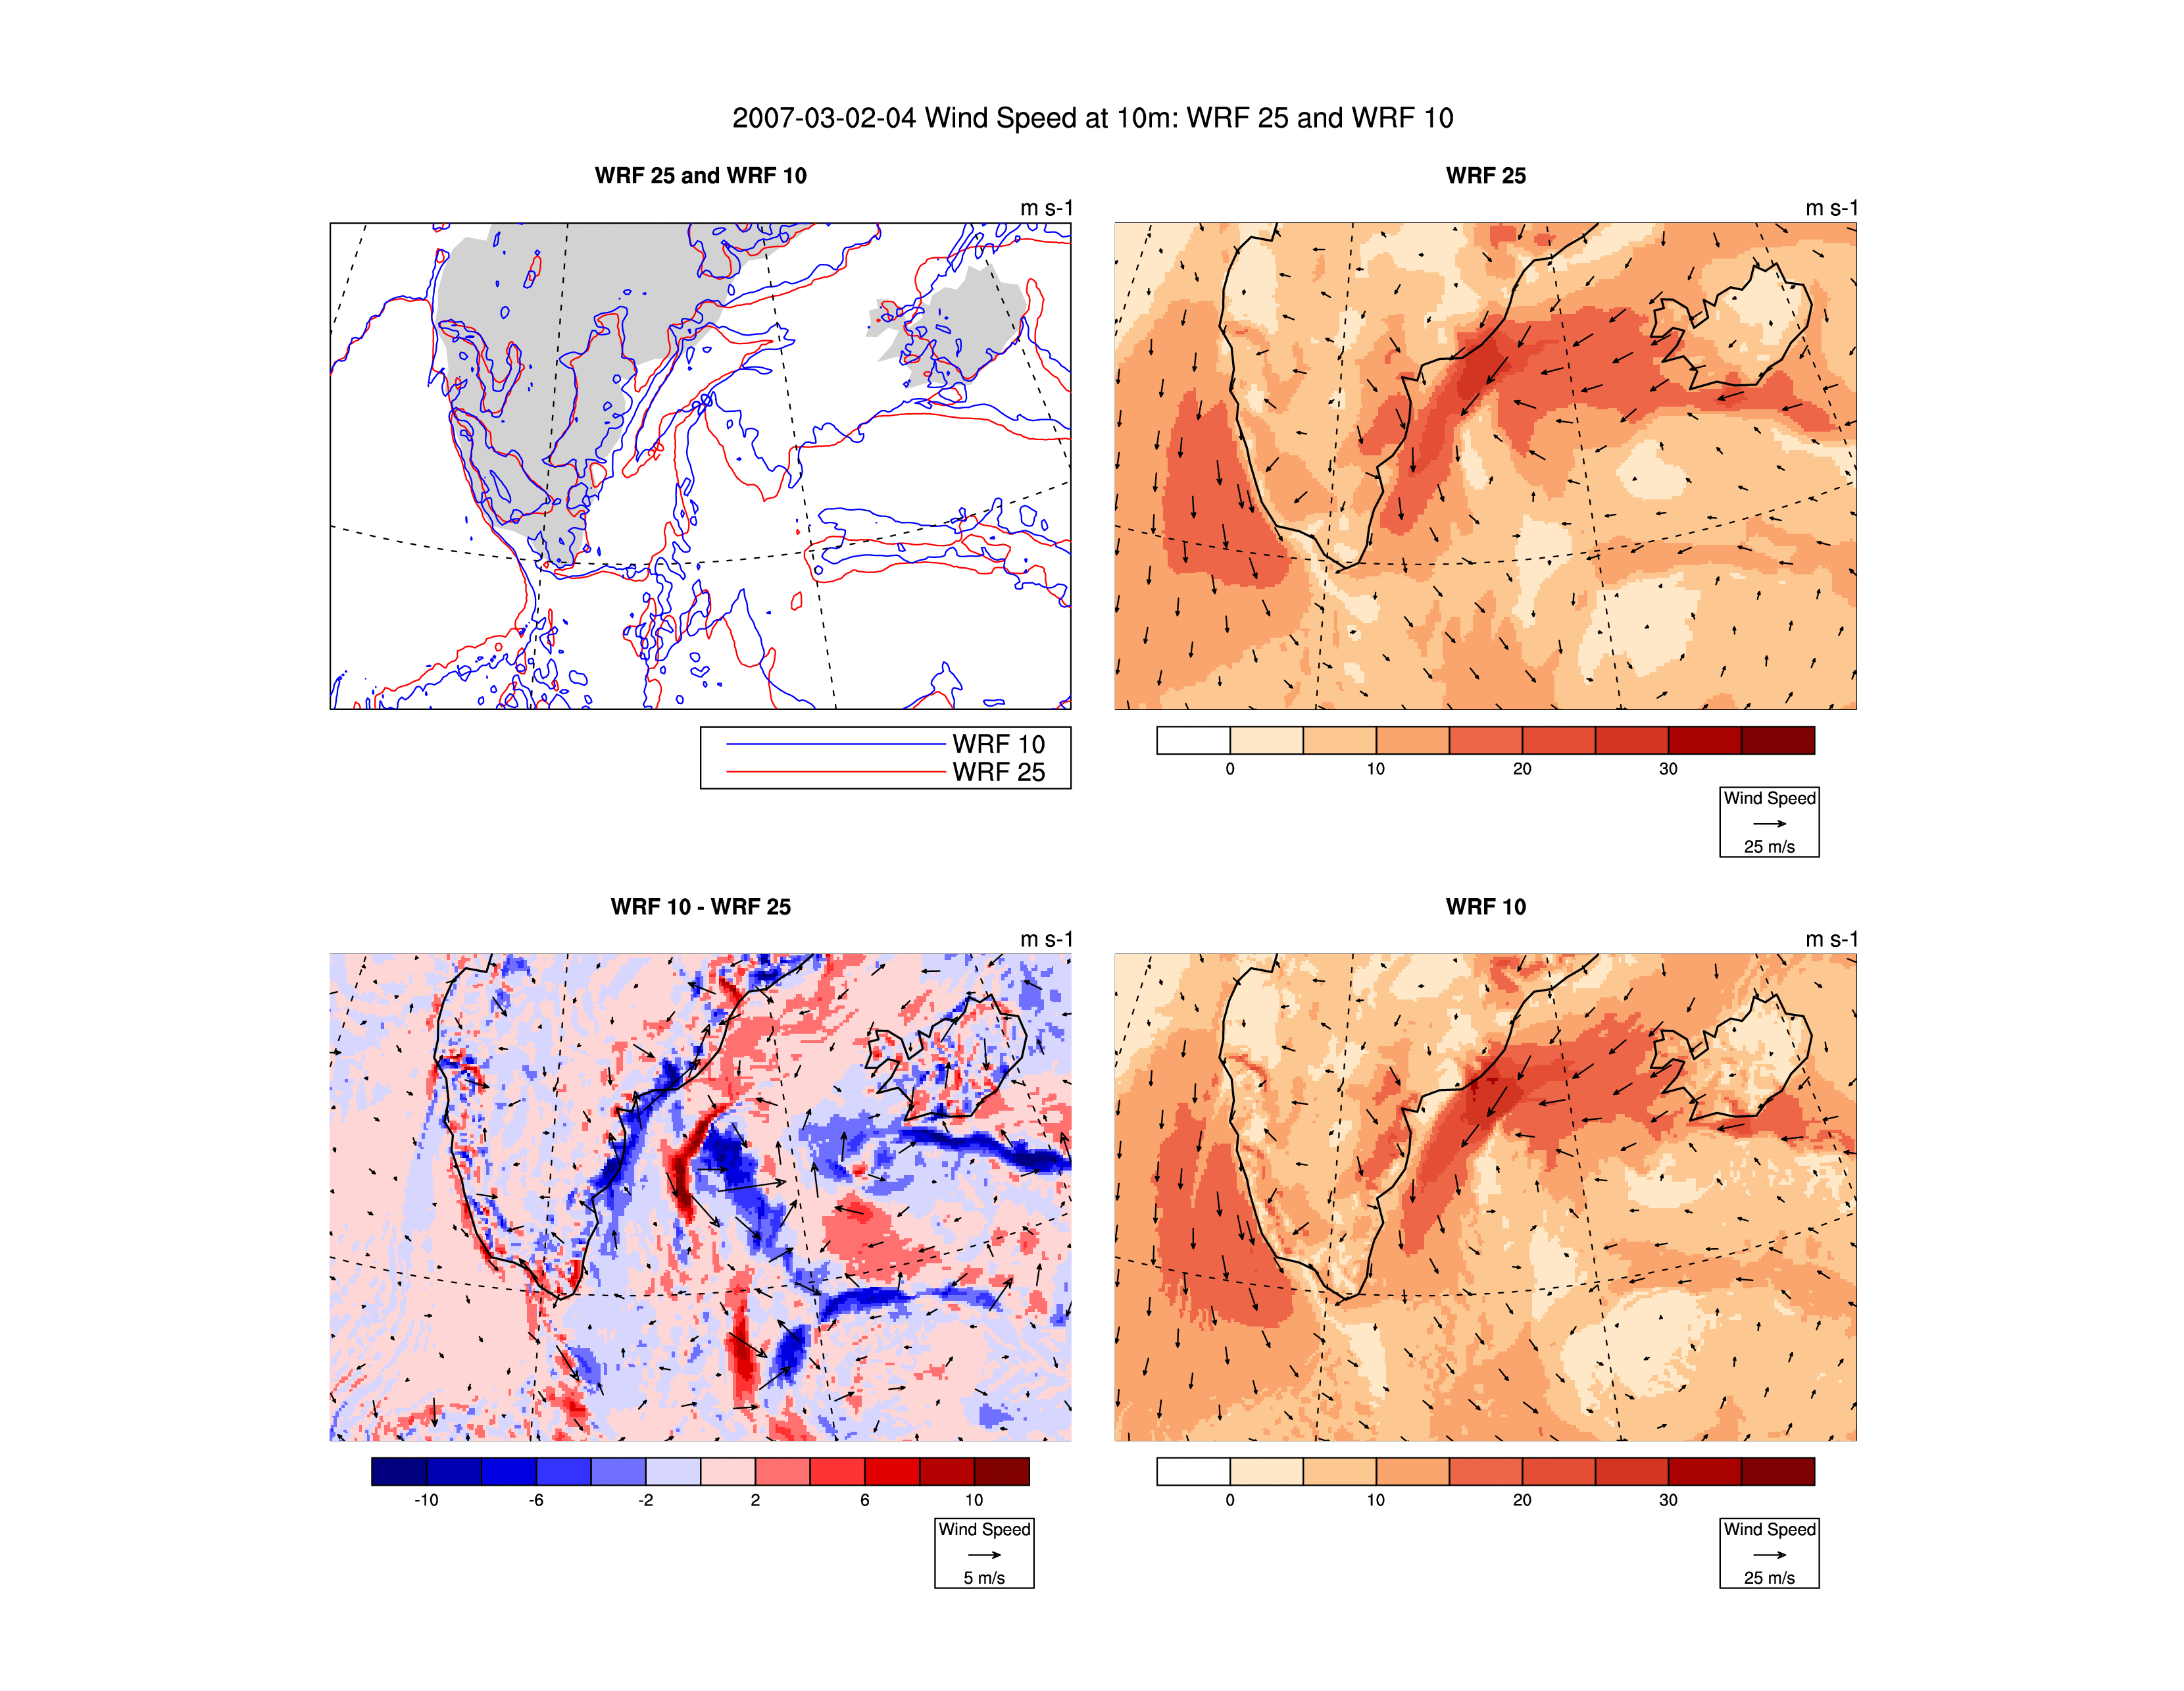 2007-03-02-04 Wind Speed at 10m: WRF 25 and WRF 10
WRF 25 and WRF 10
m s-1
WRF 10
WRF 25
WRF 25
m s-1
0 10 20 30
Wind Speed
25 m/s
WRF 10 - WRF 25
m s-1
-10 -6 -2 2 6 10
Wind Speed
5 m/s
WRF 10
m s-1
0 10 20 30
Wind Speed
25 m/s